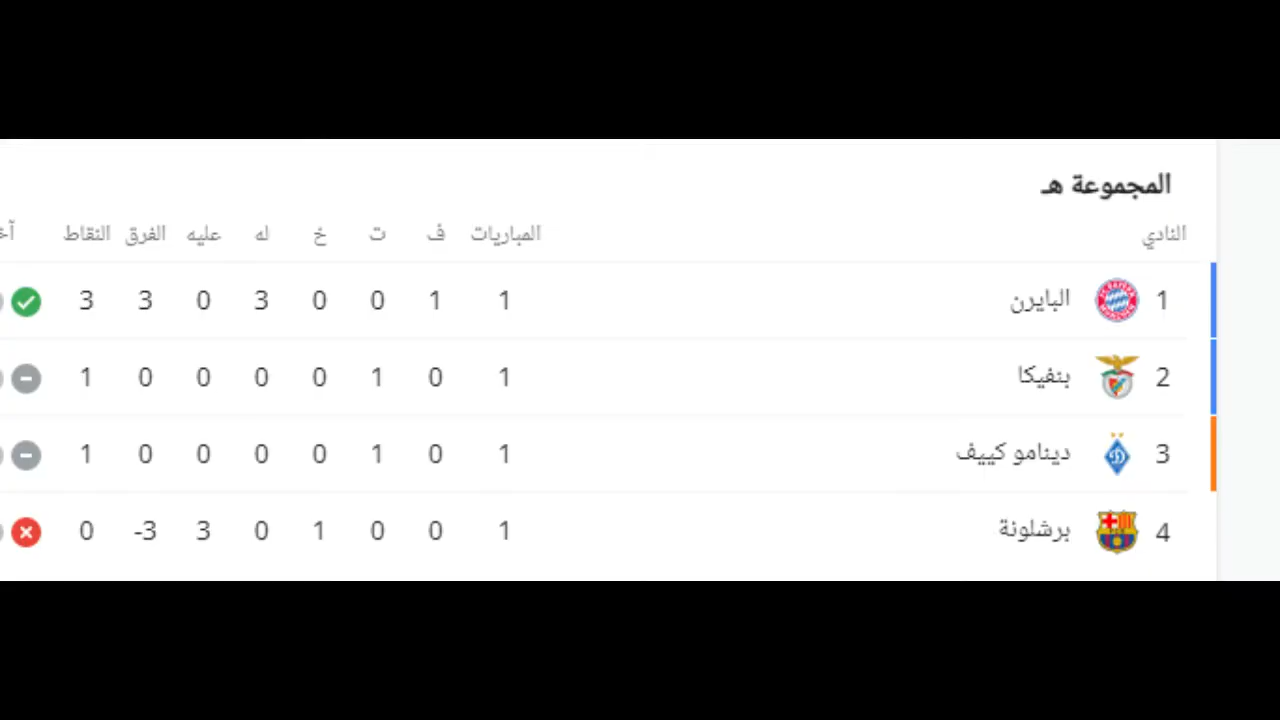 المجموعة هـ
النادي المباريات ف ت خ له عليه الفرق النقاط
1 البايرن 1 1 0 0 3 0 3 3
2 بنفيكا 1 0 1 0 0 0 0 1
3 دينامو كييف 1 0 1 0 0 0 0 1
4 برشلونة 1 0 0 1 0 3 -3 0